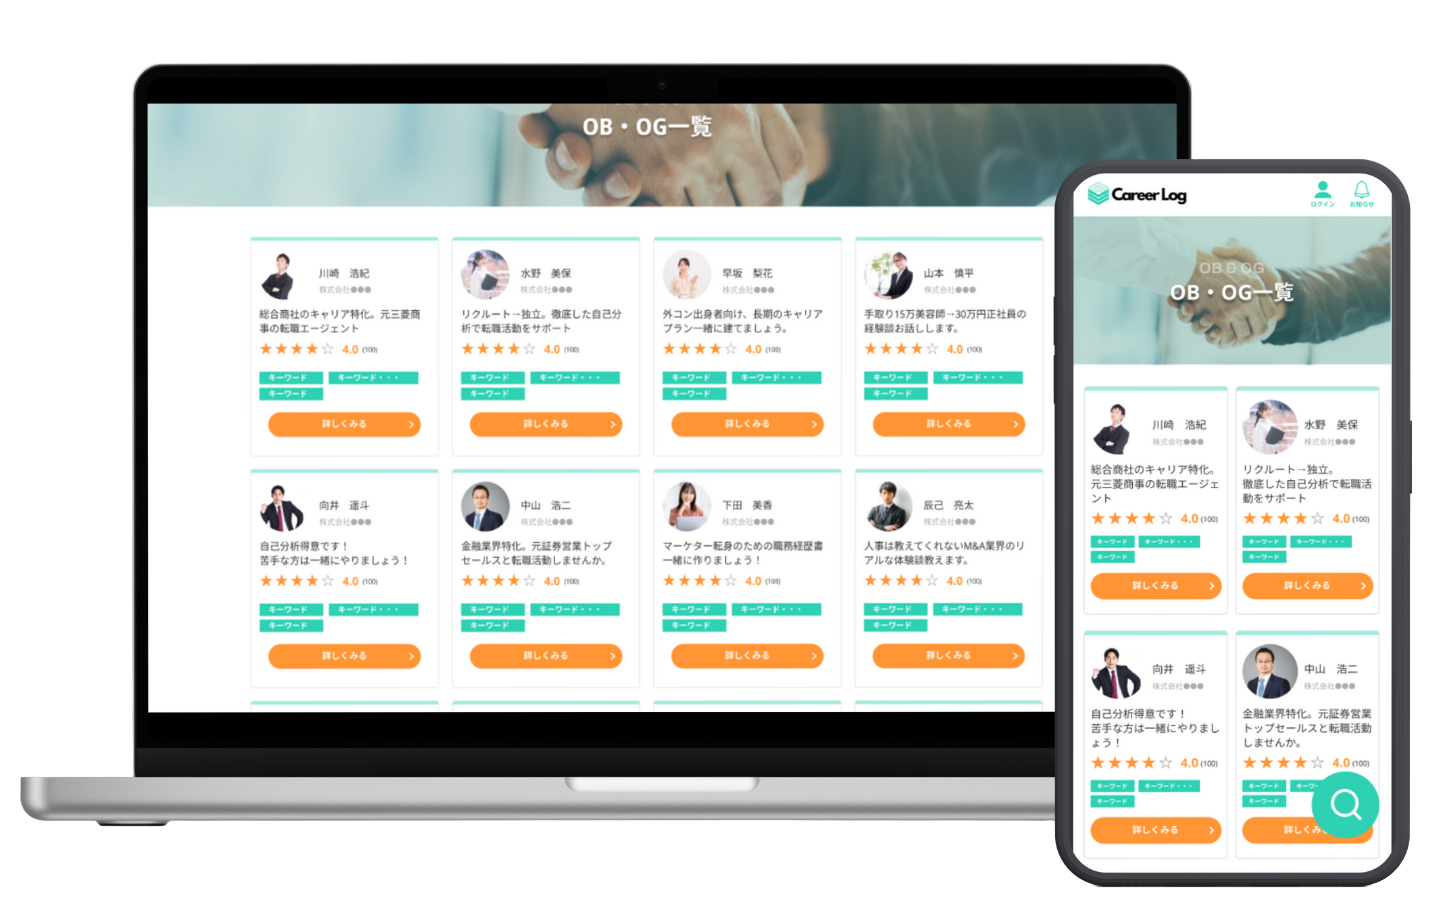 OB・OG一覧
川崎 浩紀
株式会社●●●
総合商社のキャリア特化。元三菱商
事の転職エージェント
★★★★☆ 4.0 (100)
キーワード キーワード・・・
キーワード
詳しくみる
水野 美保
株式会社●●●
リクルート→独立。徹底した自己分
析で転職活動をサポート
★★★★☆ 4.0 (100)
キーワード キーワード・・・
キーワード
詳しくみる
早坂 梨花
株式会社●●●
外コン出身者向け、長期のキャリア
プラン一緒に建てましょう。
★★★★☆ 4.0 (100)
キーワード キーワード・・・
キーワード
詳しくみる
山本 慎平
株式会社●●●
手取り15万美容師→30万円正社員の
経験談お話しします。
★★★★☆ 4.0 (100)
キーワード キーワード・・・
キーワード
詳しくみる
向井 遥斗
株式会社●●●
自己分析得意です！
苦手な方は一緒にやりましょう！
★★★★☆ 4.0 (100)
キーワード キーワード・・・
キーワード
詳しくみる
中山 浩二
株式会社●●●
金融業界特化。元証券営業トップ
セールスと転職活動しませんか。
★★★★☆ 4.0 (100)
キーワード キーワード・・・
キーワード
詳しくみる
下田 美香
株式会社●●●
マーケター転身のための職務経歴書
一緒に作りましょう！
★★★★☆ 4.0 (100)
キーワード キーワード・・・
キーワード
詳しくみる
辰己 亮太
株式会社●●●
人事は教えてくれないM&A業界のリ
アルな体験談教えます。
★★★★☆ 4.0 (100)
キーワード キーワード・・・
キーワード
詳しくみる
Career Log
ログイン お知らせ
OB & OG
OB・OG一覧
川崎 浩紀
株式会社●●●
総合商社のキャリア特化。
元三菱商事の転職エージェ
ント
★★★★☆ 4.0 (100)
キーワード キーワード・・・
キーワード
詳しくみる
水野 美保
株式会社●●●
リクルート→独立。
徹底した自己分析で転職活
動をサポート
★★★★☆ 4.0 (100)
キーワード キーワード・・・
キーワード
詳しくみる
向井 遥斗
株式会社●●●
自己分析得意です！
苦手な方は一緒にやりまし
ょう！
★★★★☆ 4.0 (100)
キーワード キーワード・・・
キーワード
詳しくみる
中山 浩二
株式会社●●●
金融業界特化。元証券営業
トップセールスと転職活動
しませんか。
★★★★☆ 4.0 (100)
キーワード キーワ
キーワード
詳しくみ